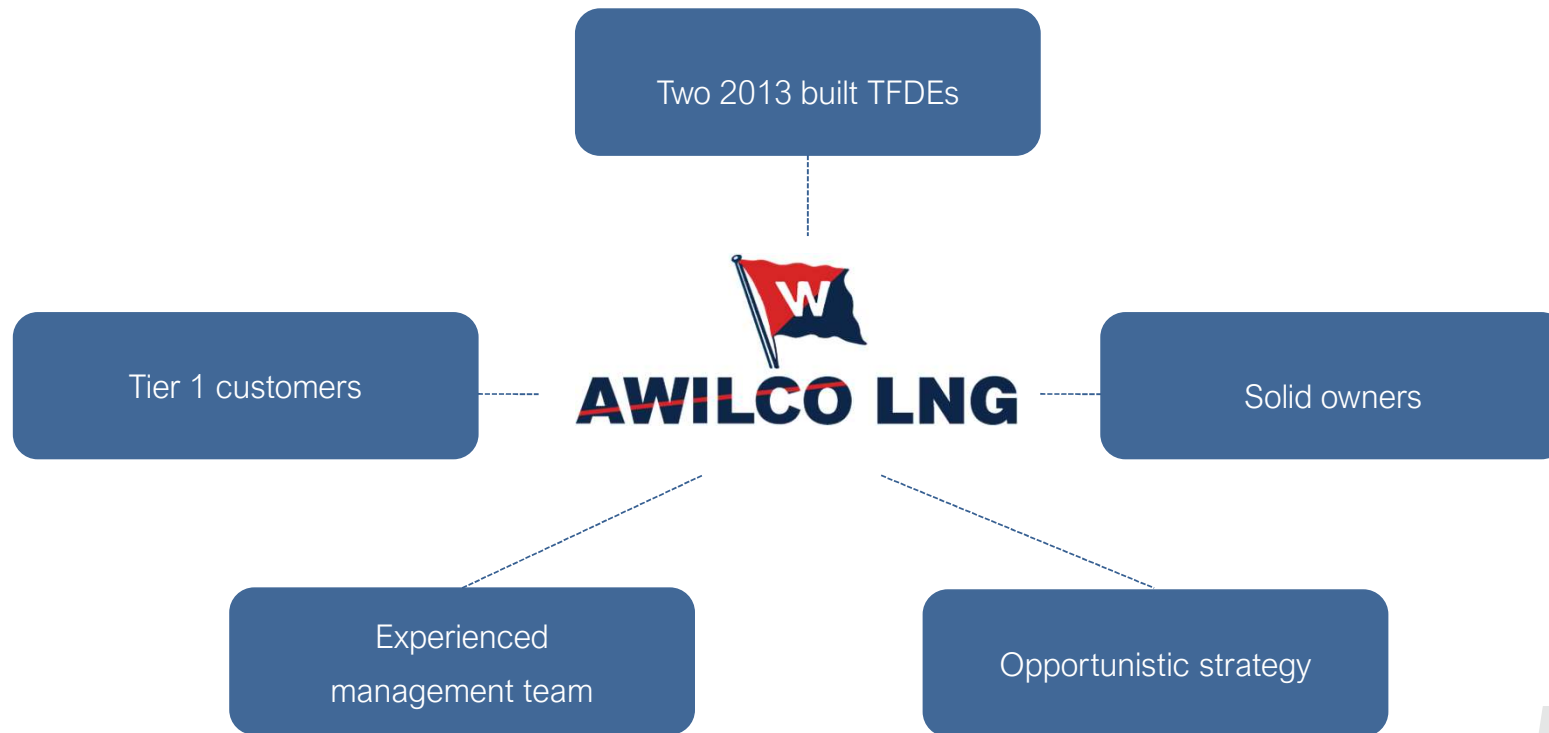 Two 2013 built TFDEs
W
AWILCO LNG
Tier 1 customers
Solid owners
Experienced
management team
Opportunistic strategy